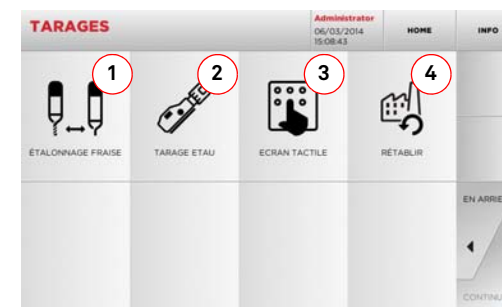 TARAGES
Administrator
06/03/2014
15:08:43
HOME
INFO
1
2
3
4
ÉTALONNAGE FRAISE
TARAGE ETAU
ECRAN TACTILE
RÉTABLIR
EN ARRIE
CONTINU